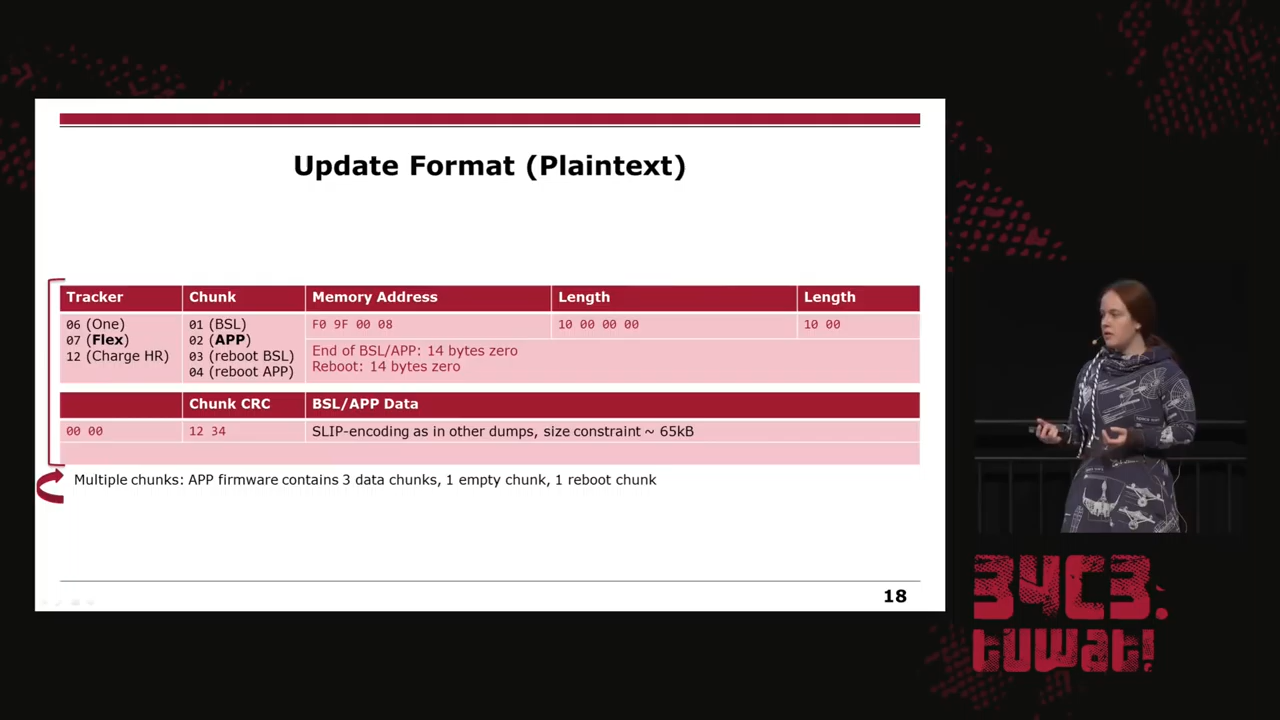 Update Format (Plaintext)
Tracker Chunk Memory Address Length Length
06 (One) 01 (BSL) F0 9F 00 08 10 00 00 00 10 00
07 (Flex) 02 (APP)
12 (Charge HR) 03 (reboot BSL) End of BSL/APP: 14 bytes zero
04 (reboot APP) Reboot: 14 bytes zero
Chunk CRC BSL/APP Data
00 00 12 34 SLIP-encoding as in other dumps, size constraint ~ 65kB
Multiple chunks: APP firmware contains 3 data chunks, 1 empty chunk, 1 reboot chunk
18
34C3.
tuwat!